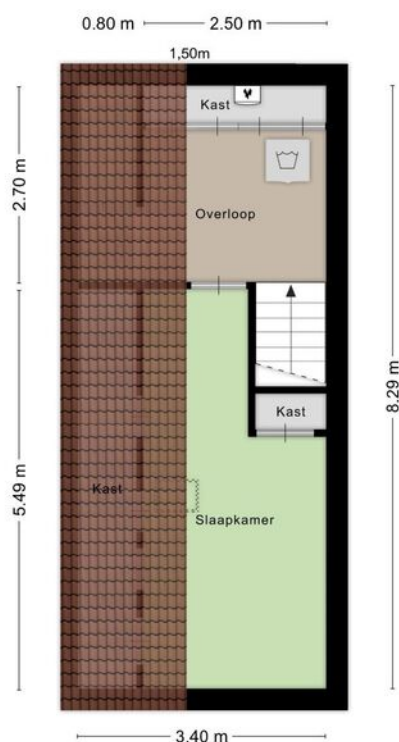 0.80 m
2.50 m
1,50m
Kast
2.70 m
Overloop
8.29 m
Kast
5.49 m
Kast
Slaapkamer
3.40 m